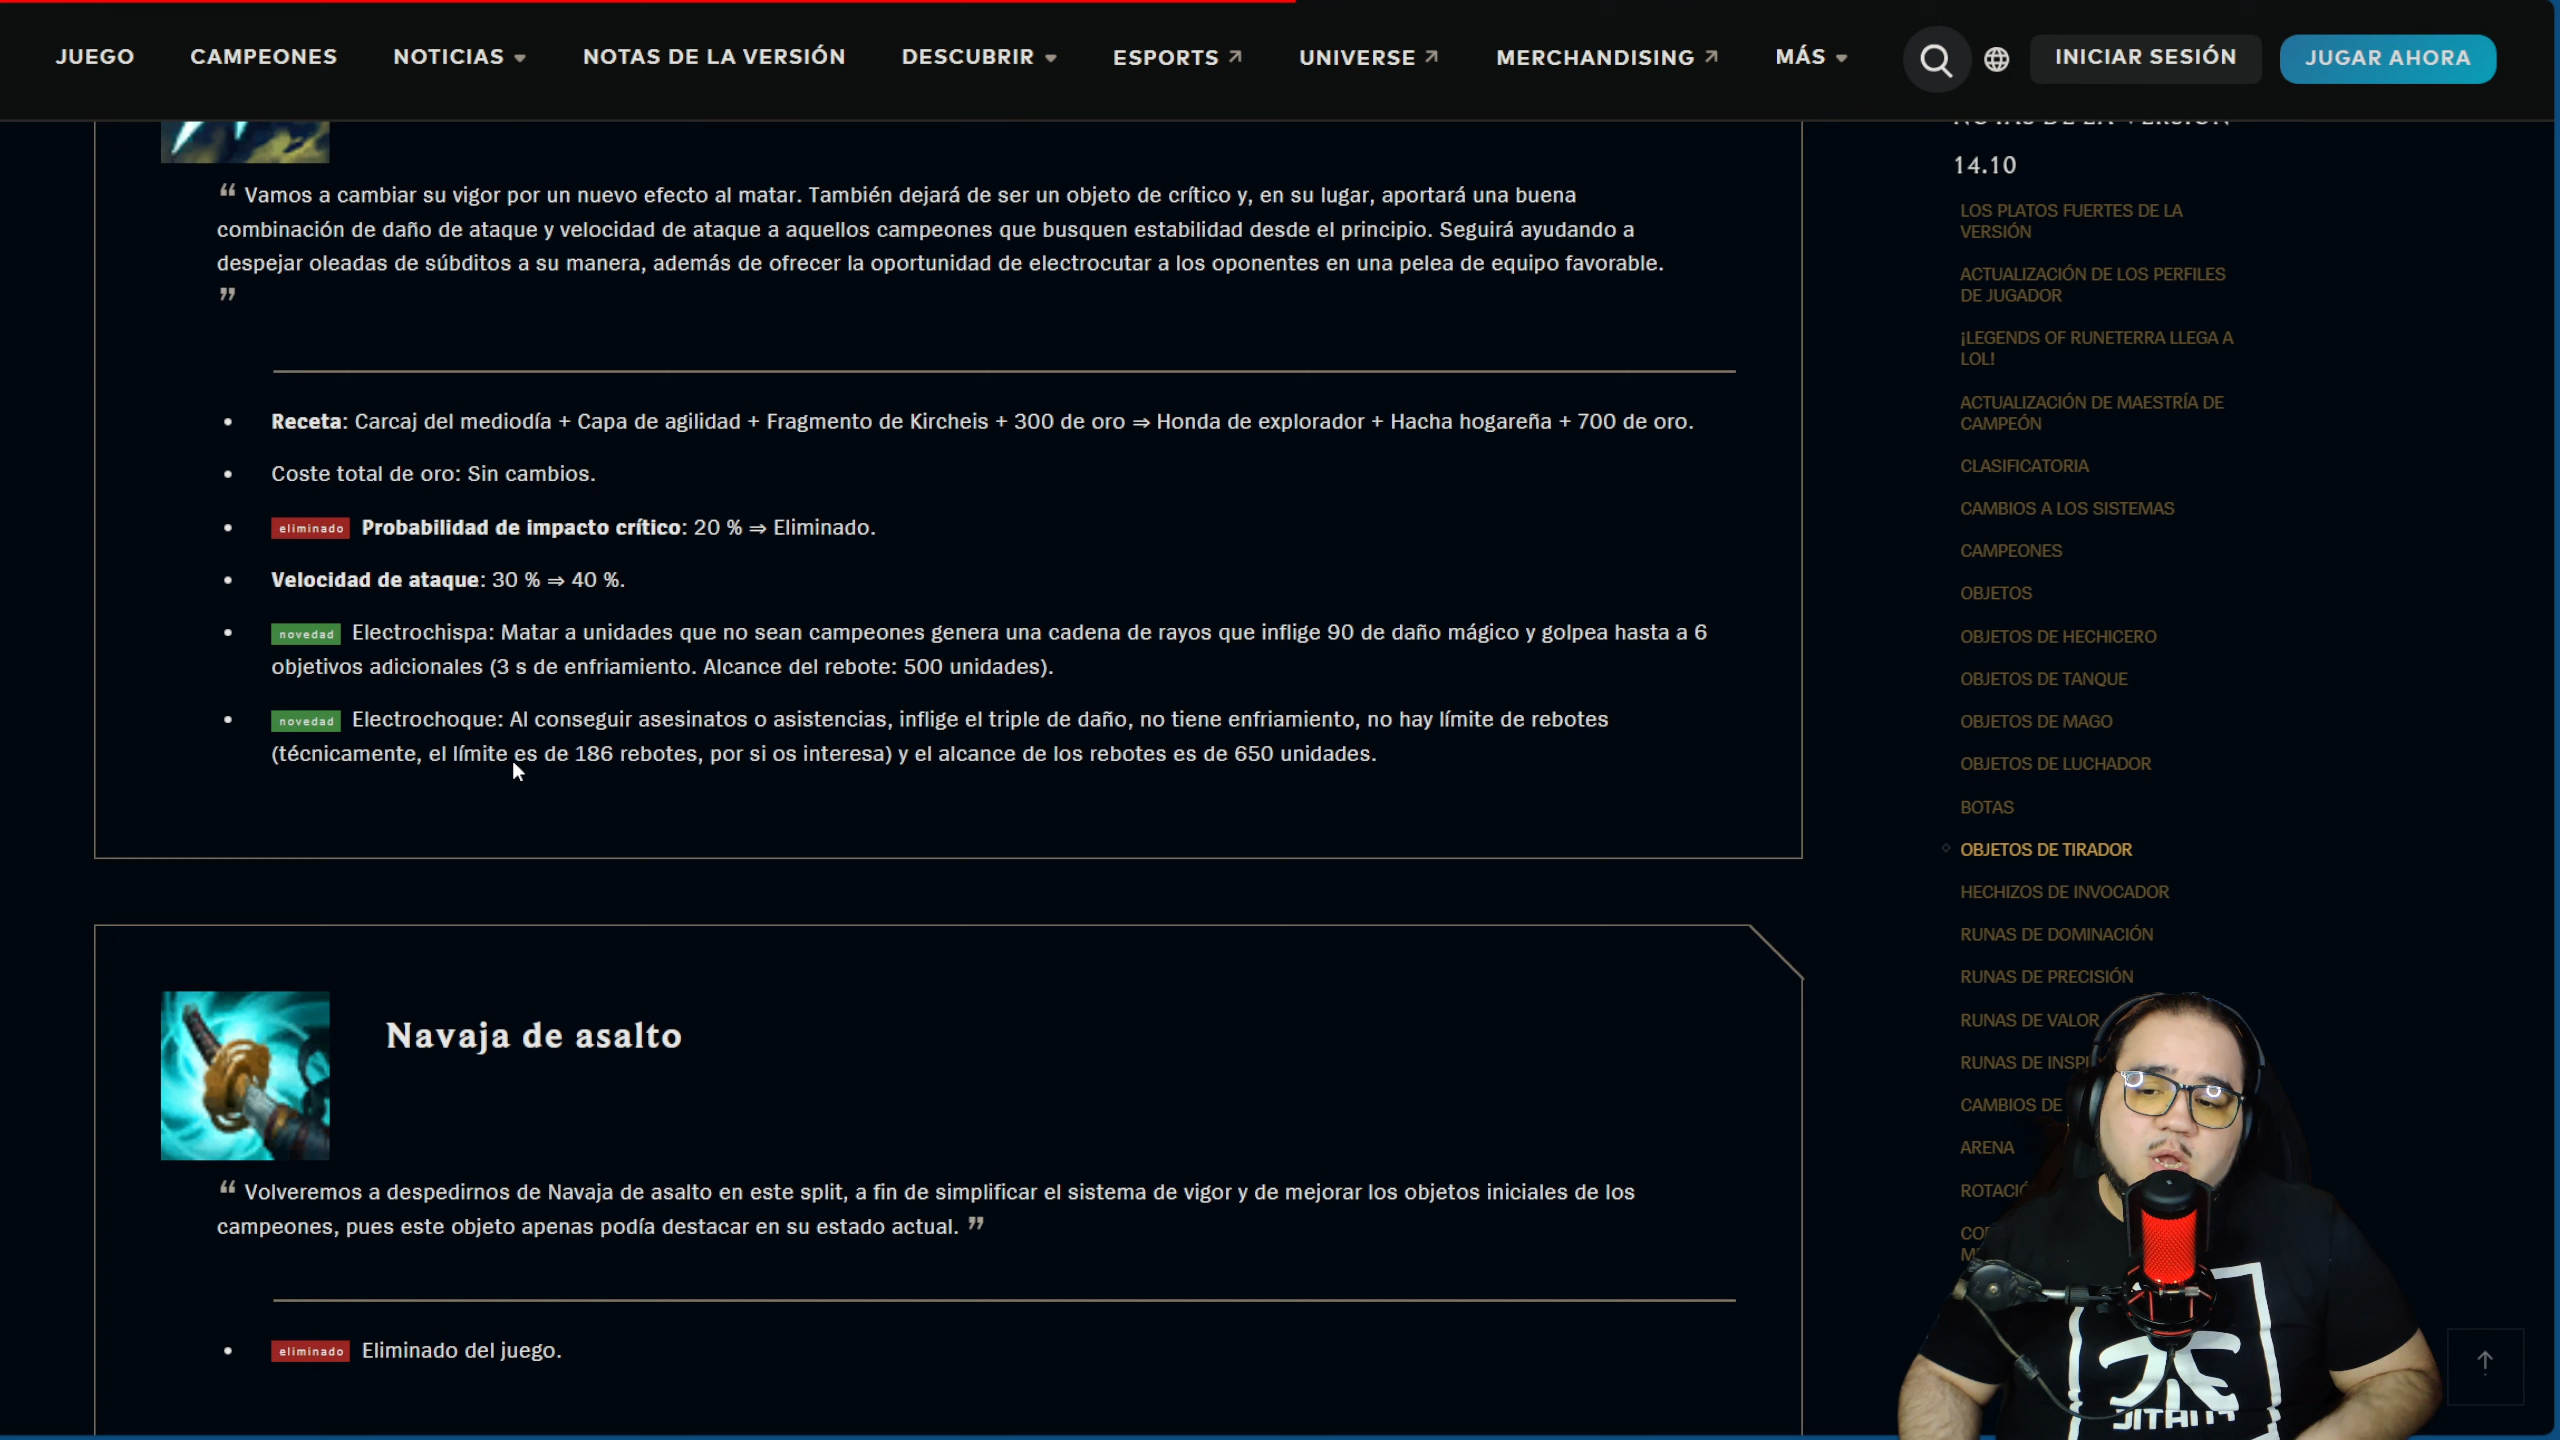 JUEGO CAMPEONES NOTICIAS NOTAS DE LA VERSIÓN DESCUBRIR ESPORTS UNIVERSE MERCHANDISING MÁS INICIAR SESIÓN JUGAR AHORA
“ Vamos a cambiar su vigor por un nuevo efecto al matar. También dejará de ser un objeto de crítico y, en su lugar, aportará una buena
combinación de daño de ataque y velocidad de ataque a aquellos campeones que busquen estabilidad desde el principio. Seguirá ayudando a
despejar oleadas de súbditos a su manera, además de ofrecer la oportunidad de electrocutar a los oponentes en una pelea de equipo favorable.
”
• Receta: Carcaj del mediodía + Capa de agilidad + Fragmento de Kircheis + 300 de oro ⇒ Honda de explorador + Hacha hogareña + 700 de oro.
• Coste total de oro: Sin cambios.
• eliminado Probabilidad de impacto crítico: 20 % ⇒ Eliminado.
• Velocidad de ataque: 30 % ⇒ 40 %.
• novedad Electrochispa: Matar a unidades que no sean campeones genera una cadena de rayos que inflige 90 de daño mágico y golpea hasta a 6
objetivos adicionales (3 s de enfriamiento. Alcance del rebote: 500 unidades).
• novedad Electrochoque: Al conseguir asesinatos o asistencias, inflige el triple de daño, no tiene enfriamiento, no hay límite de rebotes
(técnicamente, el límite es de 186 rebotes, por si os interesa) y el alcance de los rebotes es de 650 unidades.
Navaja de asalto
“ Volveremos a despedirnos de Navaja de asalto en este split, a fin de simplificar el sistema de vigor y de mejorar los objetos iniciales de los
campeones, pues este objeto apenas podía destacar en su estado actual. ”
• eliminado Eliminado del juego.
NOTAS DE LA VERSIÓN
14.10
LOS PLATOS FUERTES DE LA
VERSIÓN
ACTUALIZACIÓN DE LOS PERFILES
DE JUGADOR
¡LEGENDS OF RUNETERRA LLEGA A
LOL!
ACTUALIZACIÓN DE MAESTRÍA DE
CAMPEÓN
CLASIFICATORIA
CAMBIOS A LOS SISTEMAS
CAMPEONES
OBJETOS
OBJETOS DE HECHICERO
OBJETOS DE TANQUE
OBJETOS DE MAGO
OBJETOS DE LUCHADOR
BOTAS
OBJETOS DE TIRADOR
HECHIZOS DE INVOCADOR
RUNAS DE DOMINACIÓN
RUNAS DE PRECISIÓN
RUNAS DE VALOR
RUNAS DE INSPI
CAMBIOS DE
ARENA